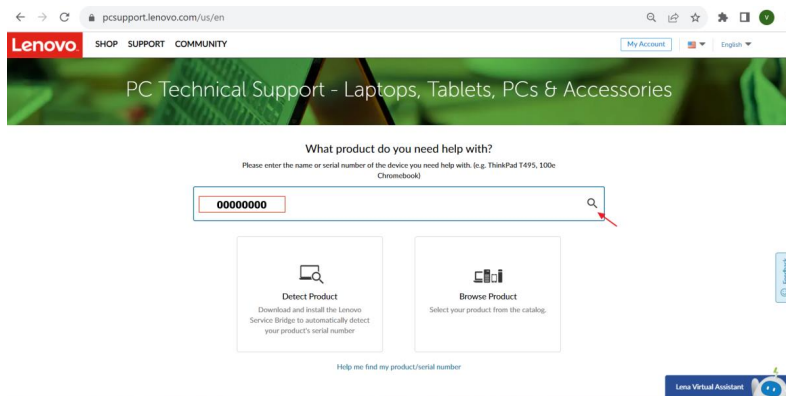 pcsupport.lenovo.com/us/en
V
Lenovo.
SHOP SUPPORT COMMUNITY
My Account
English
PC Technical Support - Laptops, Tablets, PCs & Accessories
What product do you need help with?
Please enter the name or serial number of the device you need help with. (e.g. ThinkPad T495, 100e
Chromebook)
00000000
Detect Product
Download and install the Lenovo
Service Bridge to automatically detect
your product's serial number
Browse Product
Select your product from the catalog.
Help me find my product/serial number
Lena Virtual Assistant